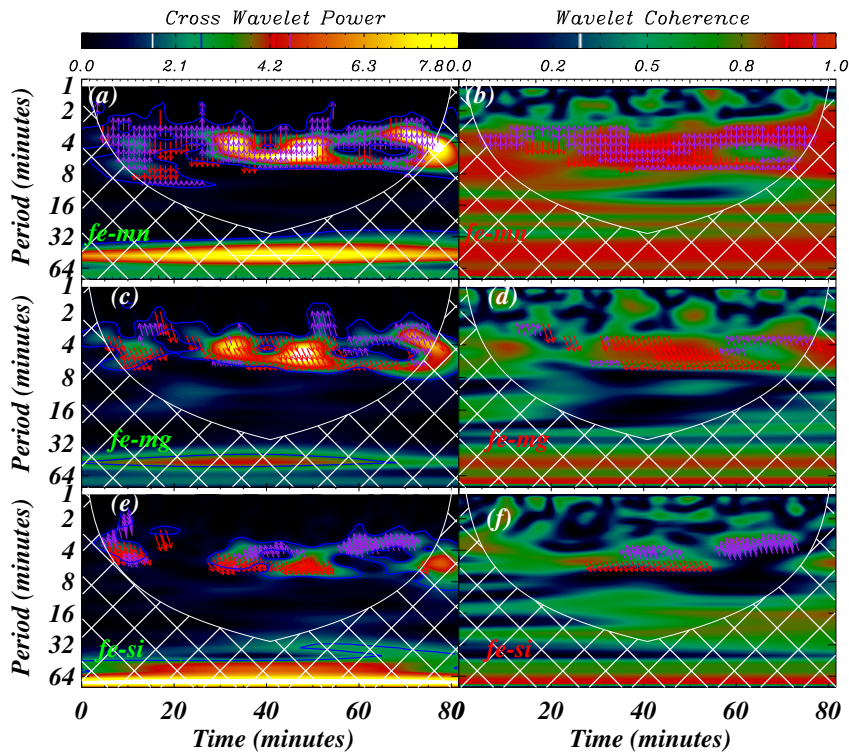 Cross Wavelet Power Wavelet Coherence
0.0 2.1 4.2 6.3 7.8 0.0 0.2 0.5 0.8 1.0
Period (minutes)
1
2
4
8
16
32
64
(a)
fe-mn
(b)
fe-mn
Period (minutes)
1
2
4
8
16
32
64
(c)
fe-mg
(d)
fe-mg
Period (minutes)
1
2
4
8
16
32
64
(e)
fe-si
(f)
fe-si
0 20 40 60 80 0 20 40 60 80
Time (minutes) Time (minutes)